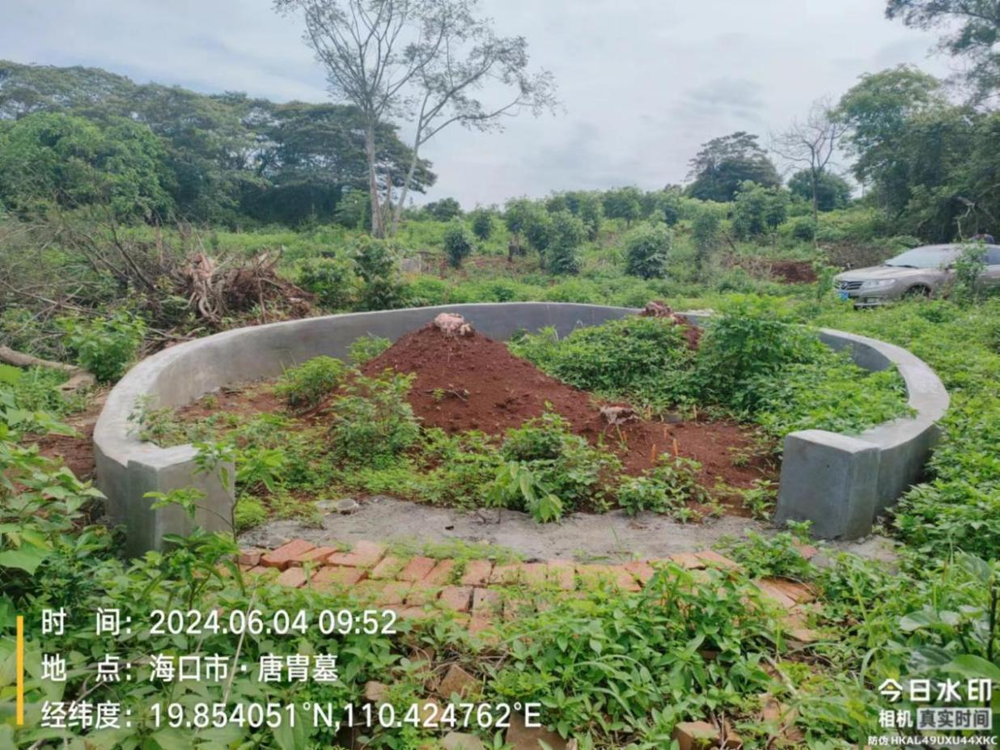 时 间：2024.06.04 09:52
地 点：海口市·唐胄墓
经纬度：19.854051°N,110.424762°E
今日水印
相机 真实时间
防伪 HKAL49UXU44XKC